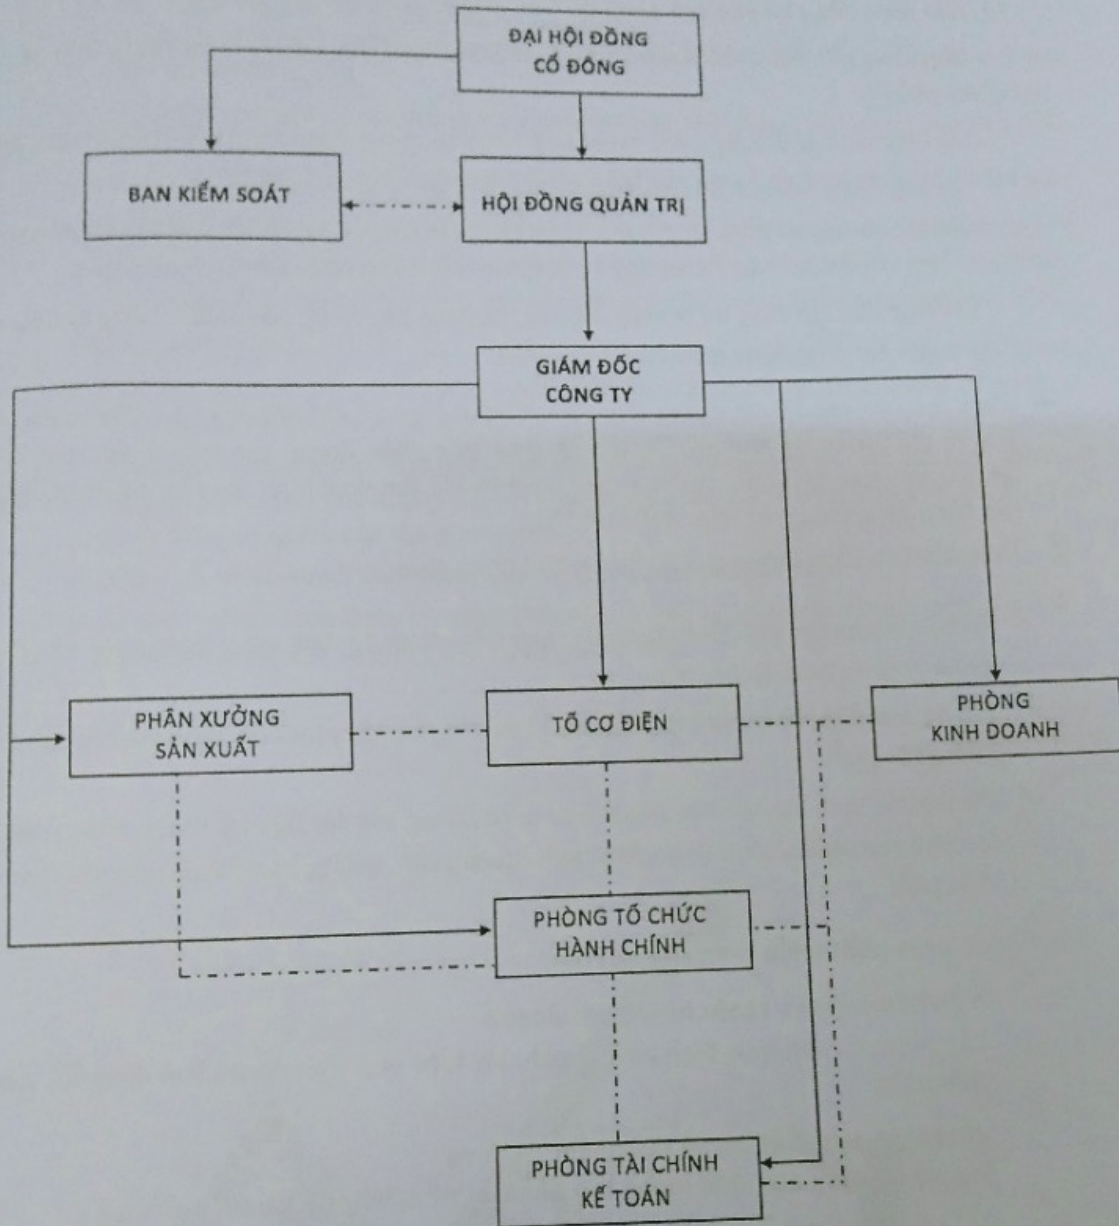 ĐẠI HỘI ĐỒNG
CỔ ĐÔNG
BAN KIỂM SOÁT
HỘI ĐỒNG QUẢN TRỊ
GIÁM ĐỐC
CÔNG TY
PHÂN XƯỞNG
SẢN XUẤT
TỔ CƠ ĐIỆN
PHÒNG
KINH DOANH
PHÒNG TỔ CHỨC
HÀNH CHÍNH
PHÒNG TÀI CHÍNH
KẾ TOÁN